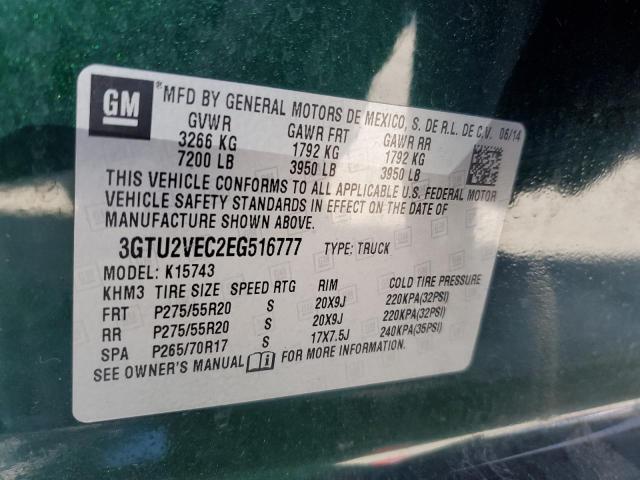 GM ®MFD BY GENERAL MOTORS DE MEXICO, S. DE R.L. DE C.V. 06/14
GVWR GAWR FRT GAWR RR
3266 KG 1792 KG 1792 KG
7200 LB 3950 LB 3950 LB
THIS VEHICLE CONFORMS TO ALL APPLICABLE U.S. FEDERAL MOTOR
VEHICLE SAFETY STANDARDS IN EFFECT ON THE DATE OF
MANUFACTURE SHOWN ABOVE.
3GTU2VEC2EG516777 TYPE: TRUCK
MODEL: K15743
KHM3 TIRE SIZE SPEED RTG RIM COLD TIRE PRESSURE
FRT P275/55R20 S 20X9J 220KPA(32PSI)
RR P275/55R20 S 20X9J 220KPA(32PSI)
SPA P265/70R17 S 17X7.5J 240KPA(35PSI)
SEE OWNER'S MANUAL FOR MORE INFORMATION.